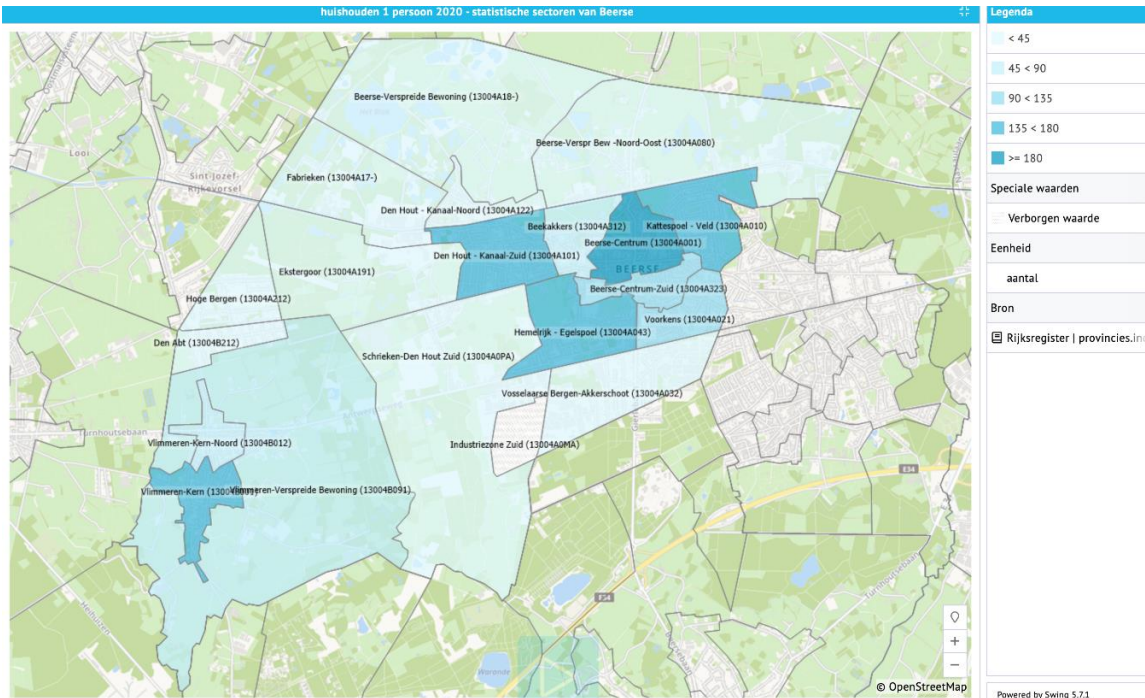 huishouden 1 persoon 2020 - statistische sectoren van Beerse
Beerse-Verspreide Bewoning (13004A18-)
Looi
Sint-Jozef-
Rijkevorsel
Beerse-Verspr Bew -Noord-Oost (13004A080)
Fabrieken (13004A17-)
Den Hout - Kanaal-Noord (13004A122)
Beekakkers (13004A312)
Kattespoel - Veld (13004A010)
Beerse-Centrum (13004A001)
Den Hout - Kanaal-Zuid (13004A101)
BEERSE
Ekstergoor (13004A191)
Beerse-Centrum-Zuid (13004A323)
Hoge Bergen (13004A212)
Voorkens (13004A021)
Hemelrijk - Egelspoel (13004A043)
Den Abt (13004B212)
Schrieken-Den Hout Zuid (13004A0PA)
Vosselaarse Bergen-Akkerschoot (13004A032)
Turnhoutsebaan
Vlimmeren-Kern-Noord (13004B012)
Industriezone Zuid (13004A0MA)
E34
Vlimmeren-Kern
Vlimmeren-Verspreide Bewoning (13004B091)
Turnhoutsebaan
E34
© OpenStreetMap
Legenda
< 45
45 < 90
90 < 135
135 < 180
>= 180
Speciale waarden
Verborgen waarde
Eenheid
aantal
Bron
Rijksregister | provincies.in
Powered by Swing 5.7.1